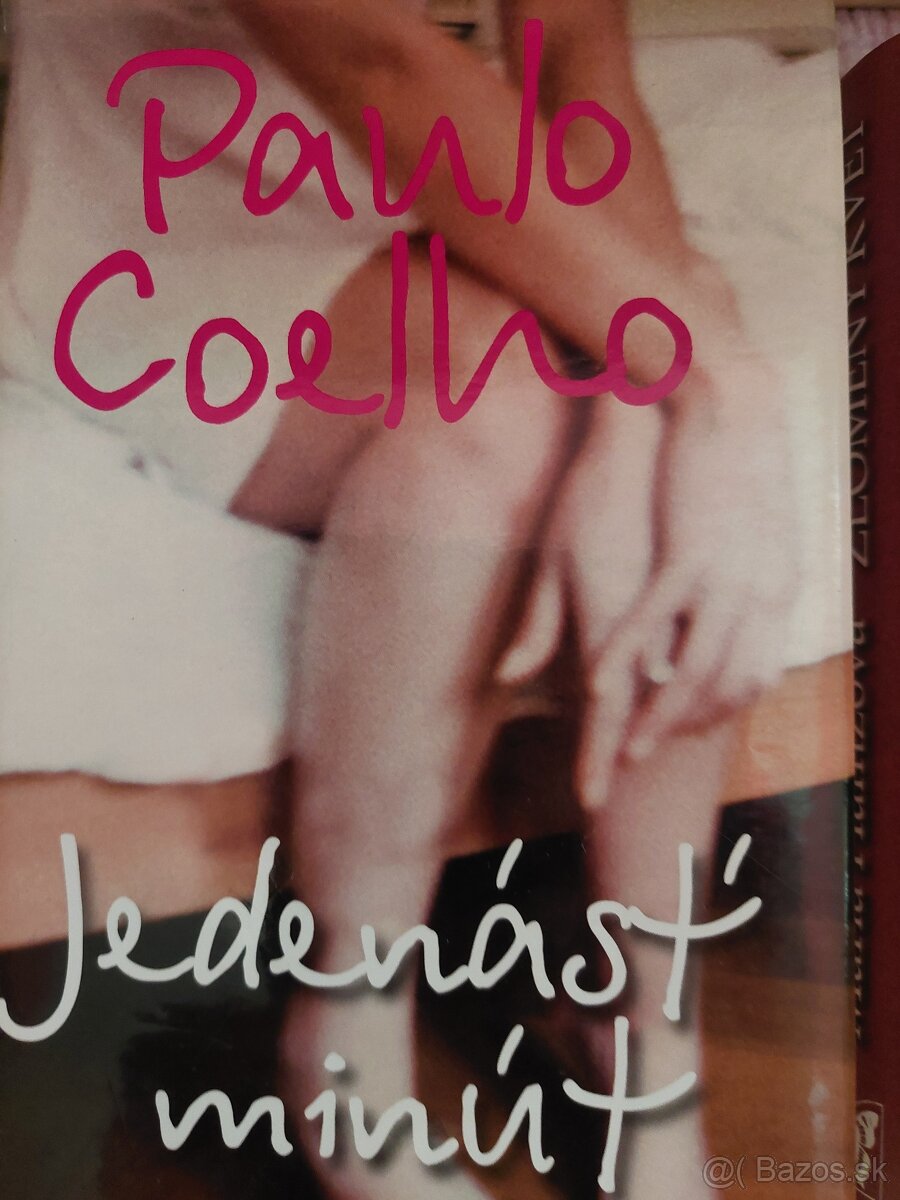 Paulo
Coelho
Jedenásť
minút
ZLOMENÝ KVET
@( Bazos.sk